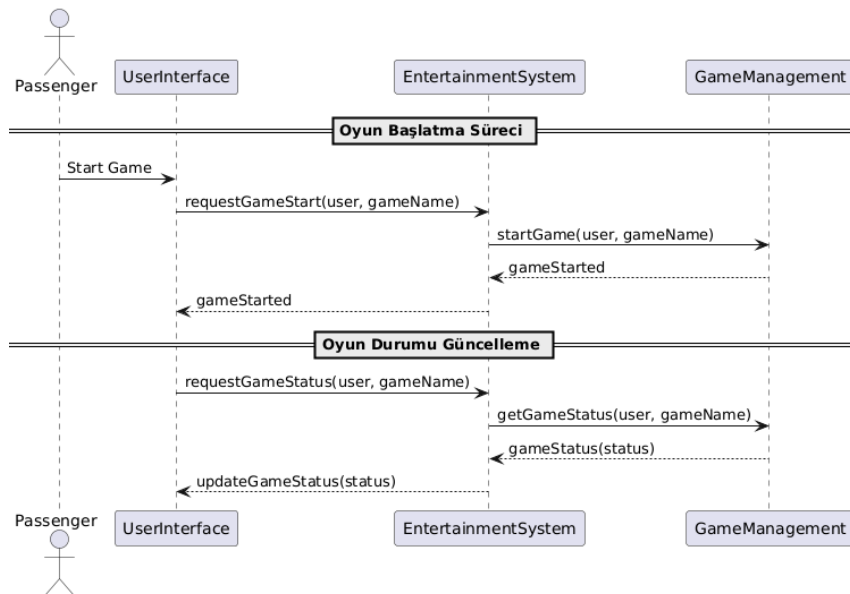 Passenger
UserInterface
EntertainmentSystem
GameManagement
Oyun Başlatma Süreci
Start Game
requestGameStart(user, gameName)
startGame(user, gameName)
gameStarted
gameStarted
Oyun Durumu Güncelleme
requestGameStatus(user, gameName)
getGameStatus(user, gameName)
gameStatus(status)
updateGameStatus(status)
Passenger
UserInterface
EntertainmentSystem
GameManagement